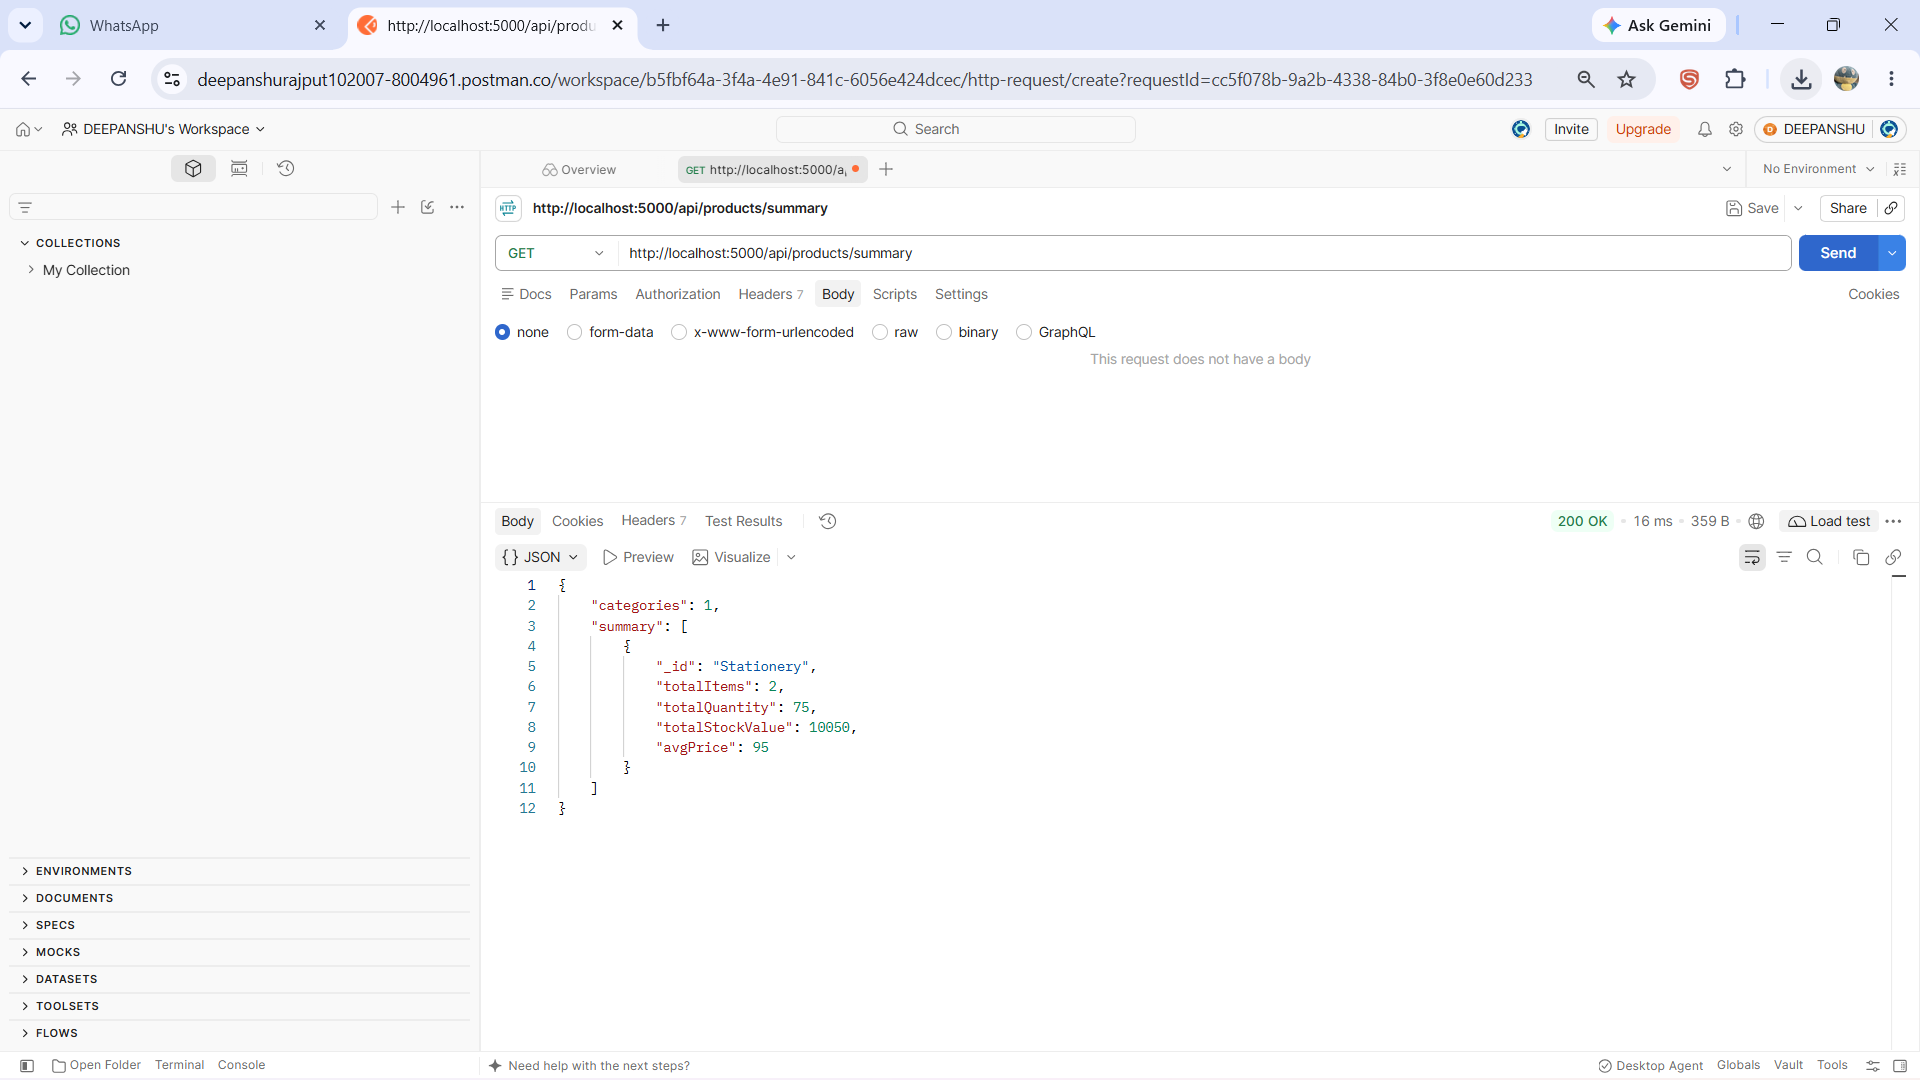 WhatsApp
http://localhost:5000/api/produ
Ask Gemini
deepanshurajput102007-8004961.postman.co/workspace/b5fbf64a-3f4a-4e91-841c-6056e424dcec/http-request/create?requestId=cc5f078b-9a2b-4338-84b0-3f8e0e60d233
DEEPANSHU's Workspace
Search
Invite
Upgrade
D
DEEPANSHU
Overview
GET http://localhost:5000/a
No Environment
HTTP
http://localhost:5000/api/products/summary
Save
Share
COLLECTIONS
My Collection
GET
http://localhost:5000/api/products/summary
Send
Docs
Params
Authorization
Headers 7
Body
Scripts
Settings
Cookies
none
form-data
x-www-form-urlencoded
raw
binary
GraphQL
This request does not have a body
Body
Cookies
Headers 7
Test Results
200 OK
16 ms
359 B
Load test
{} JSON
Preview
Visualize
1 {
2 "categories": 1,
3 "summary": [
4 {
5 "_id": "Stationery",
6 "totalItems": 2,
7 "totalQuantity": 75,
8 "totalStockValue": 10050,
9 "avgPrice": 95
10 }
11 ]
12 }
ENVIRONMENTS
DOCUMENTS
SPECS
MOCKS
DATASETS
TOOLSETS
FLOWS
Open Folder
Terminal
Console
Need help with the next steps?
Desktop Agent
Globals
Vault
Tools